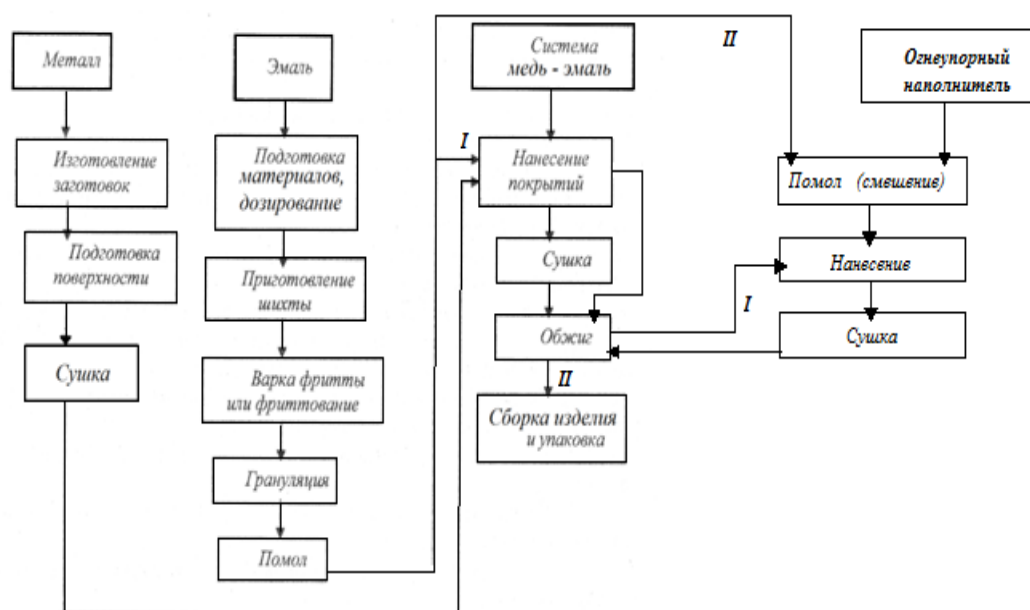 Металл
Изготовление
заготовок
Подготовка
поверхности
Сушка
Эмаль
Подготовка
материалов,
дозирование
Приготовление
шихты
Варка фритты
или фриттование
Грануляция
Помол
I
Система
медь - эмаль
Нанесение
покрытий
Сушка
Обжиг
II
Сборка изделия
и упаковка
II
I
Огнеупорный
наполнитель
Помол (смешение)
Нанесение
Сушка